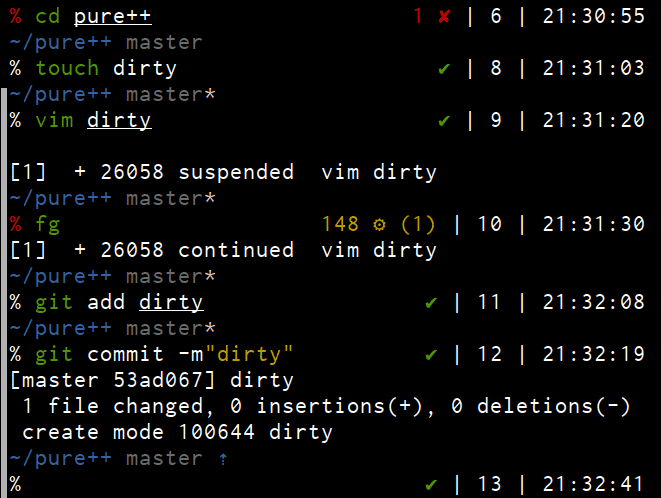 % cd pure++ 1 ✘ | 6 | 21:30:55
~/pure++ master
% touch dirty ✔ | 8 | 21:31:03
~/pure++ master*
% vim dirty ✔ | 9 | 21:31:20
[1]  + 26058 suspended  vim dirty
~/pure++ master*
% fg 148 ⚙ (1) | 10 | 21:31:30
[1]  + 26058 continued  vim dirty
~/pure++ master*
% git add dirty ✔ | 11 | 21:32:08
~/pure++ master*
% git commit -m"dirty" ✔ | 12 | 21:32:19
[master 53ad067] dirty
 1 file changed, 0 insertions(+), 0 deletions(-)
 create mode 100644 dirty
~/pure++ master ⇡
% ✔ | 13 | 21:32:41